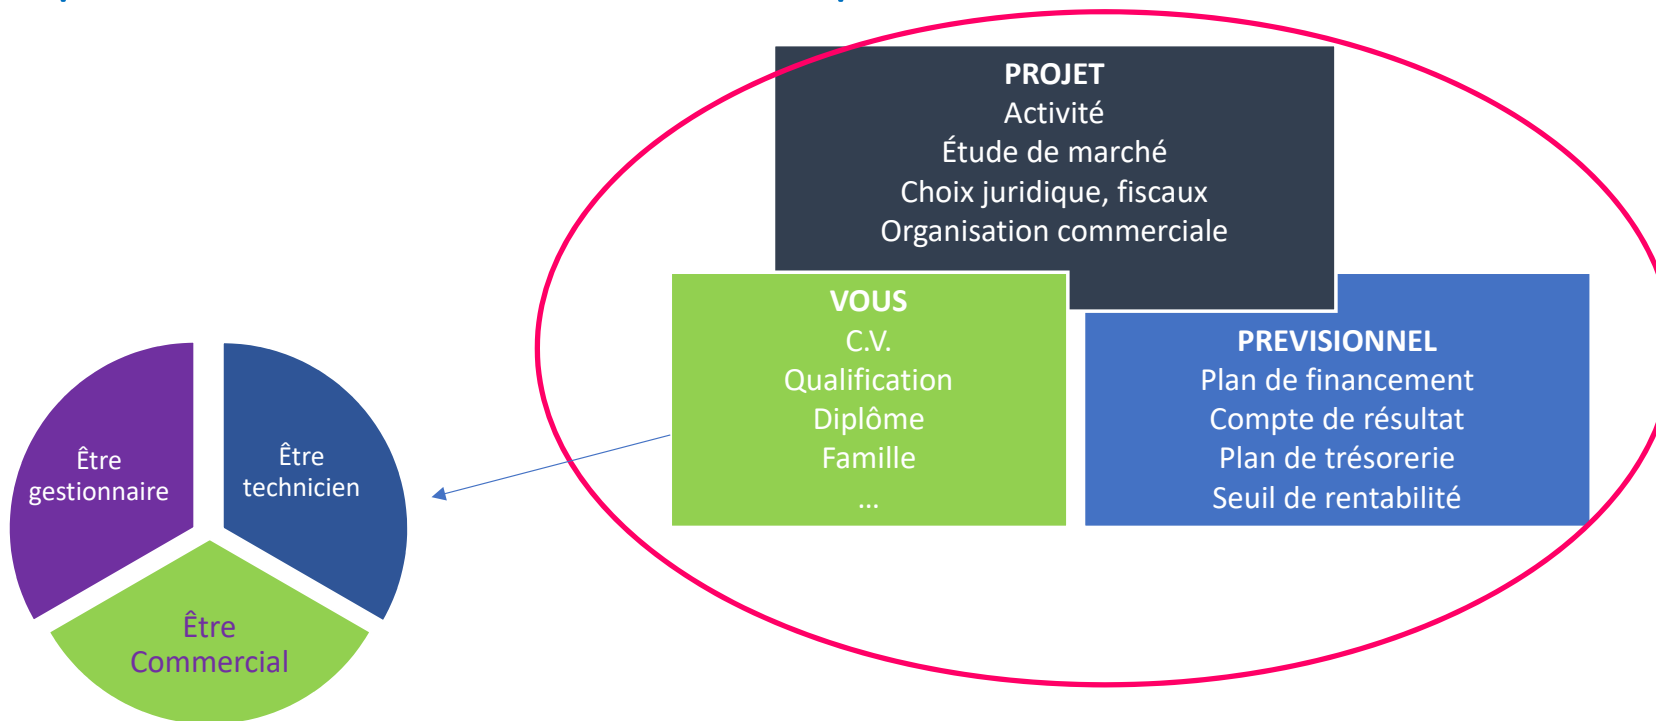 PROJET
Activité
Étude de marché
Choix juridique, fiscaux
Organisation commerciale
VOUS
C.V.
Qualification
Diplôme
Famille
...
PREVISIONNEL
Plan de financement
Compte de résultat
Plan de trésorerie
Seuil de rentabilité
Être
gestionnaire
Être
technicien
Être
Commercial